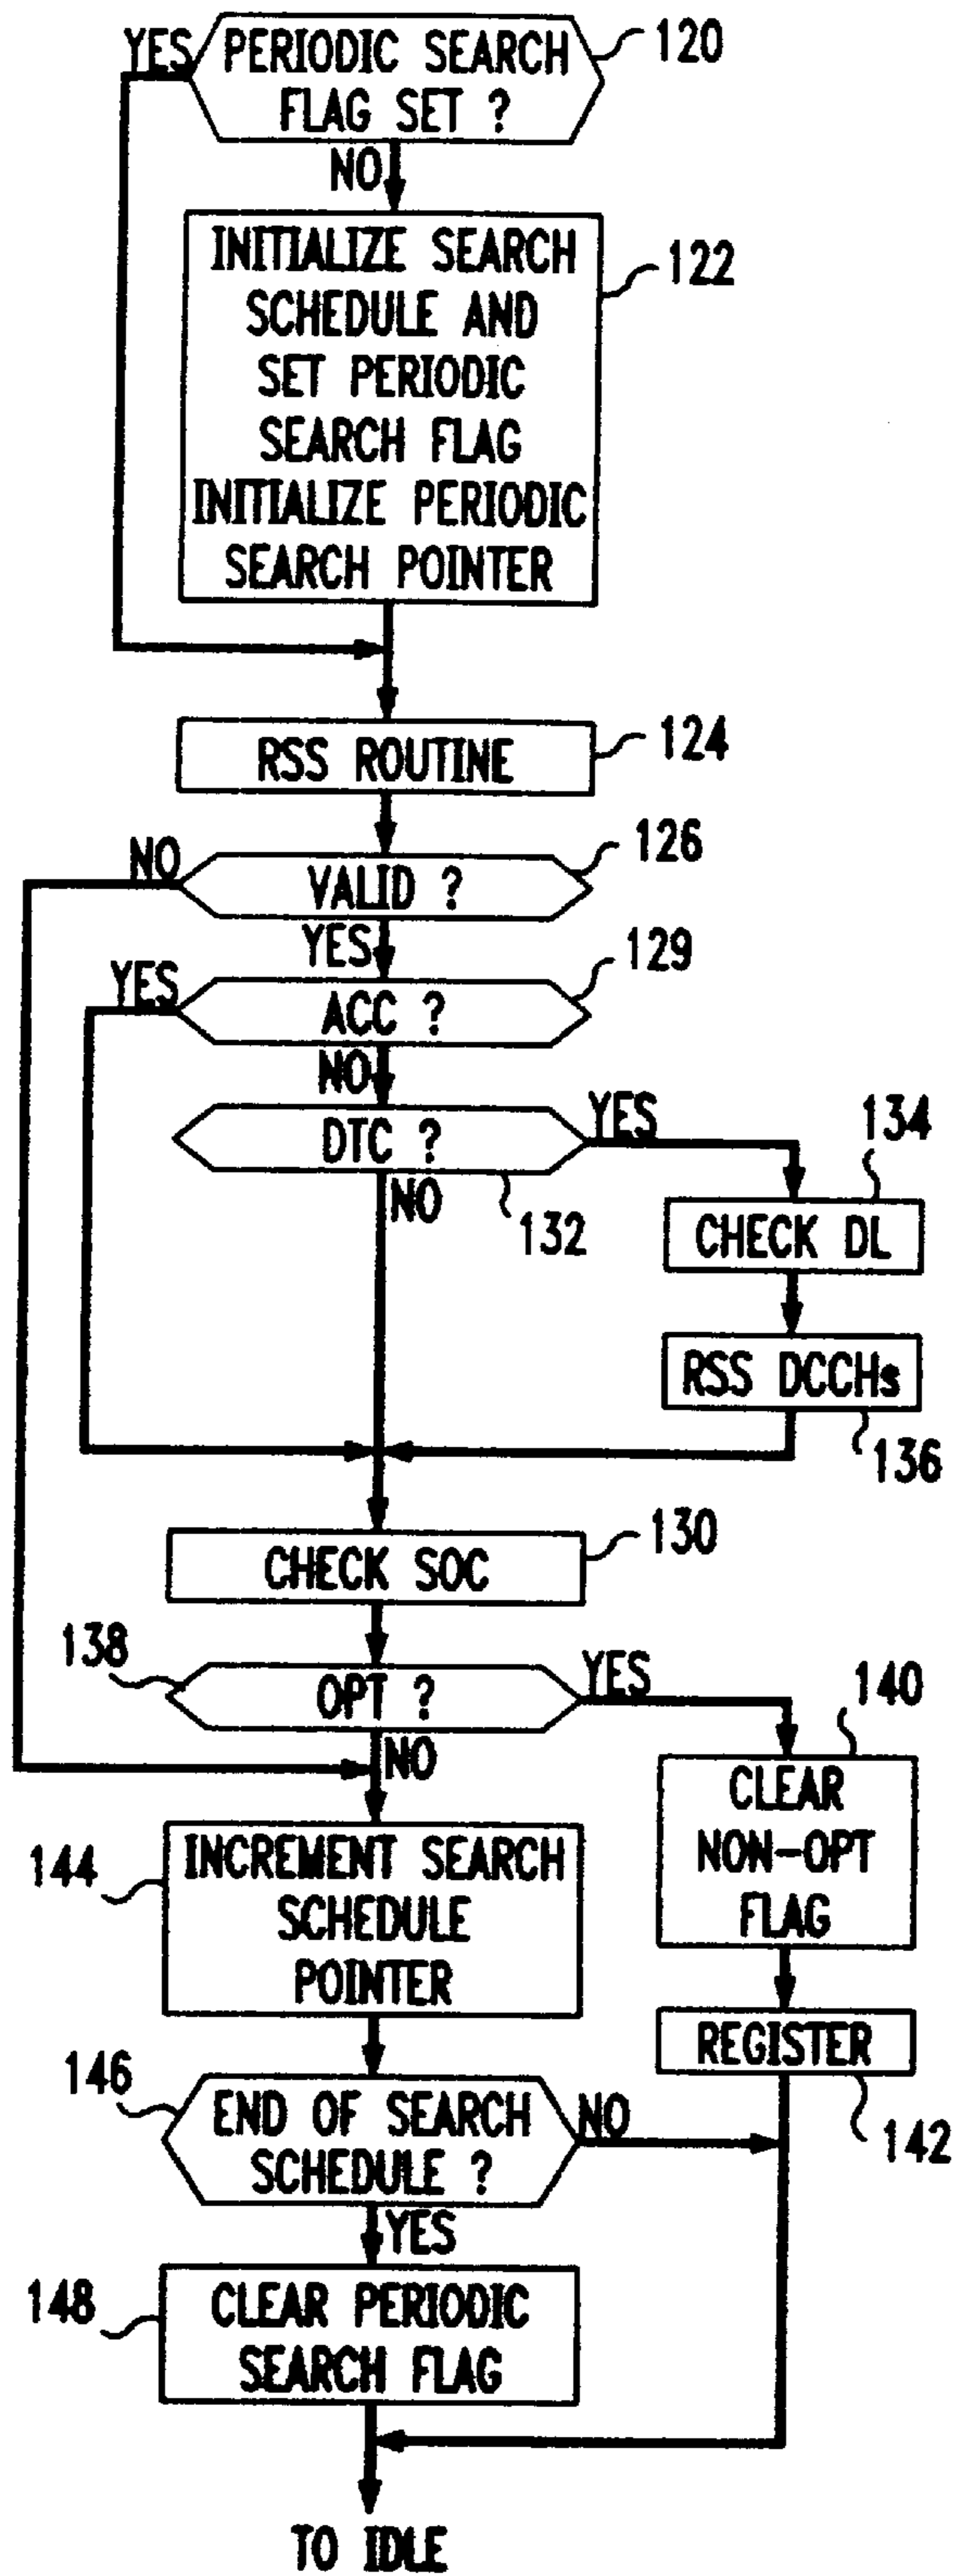 YES
PERIODIC SEARCH
FLAG SET ?
120
NO
INITIALIZE SEARCH
SCHEDULE AND
SET PERIODIC
SEARCH FLAG
INITIALIZE PERIODIC
SEARCH POINTER
122
RSS ROUTINE
124
NO
VALID ?
126
YES
YES
ACC ?
129
NO
DTC ?
YES
132
NO
134
CHECK DL
RSS DCCHs
136
CHECK SOC
130
138
OPT ?
YES
NO
140
CLEAR
NON-OPT
FLAG
144
INCREMENT SEARCH
SCHEDULE
POINTER
REGISTER
142
146
END OF SEARCH
SCHEDULE ?
NO
YES
148
CLEAR PERIODIC
SEARCH FLAG
TO IDLE